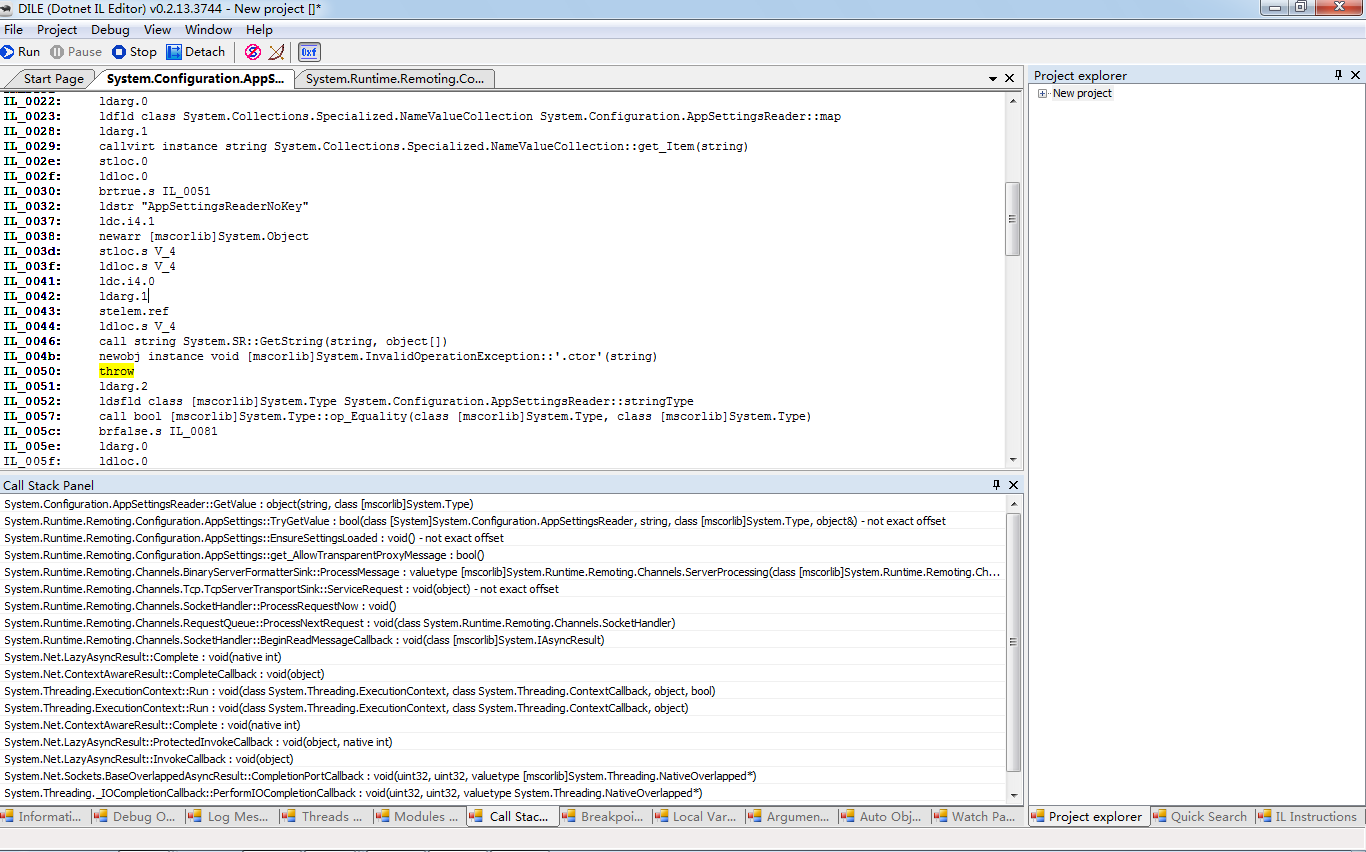 DILE (Dotnet IL Editor) v0.2.13.3744 - New project []*
File Project Debug View Window Help
Run Pause Stop Detach 0xf
Start Page System.Configuration.AppS... System.Runtime.Remoting.Co...
IL_0022: ldarg.0
IL_0023: ldfld class System.Collections.Specialized.NameValueCollection System.Configuration.AppSettingsReader::map
IL_0028: ldarg.1
IL_0029: callvirt instance string System.Collections.Specialized.NameValueCollection::get_Item(string)
IL_002e: stloc.0
IL_002f: ldloc.0
IL_0030: brtrue.s IL_0051
IL_0032: ldstr "AppSettingsReaderNoKey"
IL_0037: ldc.i4.1
IL_0038: newarr [mscorlib]System.Object
IL_003d: stloc.s V_4
IL_003f: ldloc.s V_4
IL_0041: ldc.i4.0
IL_0042: ldarg.1
IL_0043: stelem.ref
IL_0044: ldloc.s V_4
IL_0046: call string System.SR::GetString(string, object[])
IL_004b: newobj instance void [mscorlib]System.InvalidOperationException::'.ctor'(string)
IL_0050: throw
IL_0051: ldarg.2
IL_0052: ldsfld class [mscorlib]System.Type System.Configuration.AppSettingsReader::stringType
IL_0057: call bool [mscorlib]System.Type::op_Equality(class [mscorlib]System.Type, class [mscorlib]System.Type)
IL_005c: brfalse.s IL_0081
IL_005e: ldarg.0
IL_005f: ldloc.0
Call Stack Panel
System.Configuration.AppSettingsReader::GetValue : object(string, class [mscorlib]System.Type)
System.Runtime.Remoting.Configuration.AppSettings::TryGetValue : bool(class [System]System.Configuration.AppSettingsReader, string, class [mscorlib]System.Type, object&) - not exact offset
System.Runtime.Remoting.Configuration.AppSettings::EnsureSettingsLoaded : void() - not exact offset
System.Runtime.Remoting.Configuration.AppSettings::get_AllowTransparentProxyMessage : bool()
System.Runtime.Remoting.Channels.BinaryServerFormatterSink::ProcessMessage : valuetype [mscorlib]System.Runtime.Remoting.Channels.ServerProcessing(class [mscorlib]System.Runtime.Remoting.Ch...
System.Runtime.Remoting.Channels.Tcp.TcpServerTransportSink::ServiceRequest : void(object) - not exact offset
System.Runtime.Remoting.Channels.SocketHandler::ProcessRequestNow : void()
System.Runtime.Remoting.Channels.RequestQueue::ProcessNextRequest : void(class System.Runtime.Remoting.Channels.SocketHandler)
System.Runtime.Remoting.Channels.SocketHandler::BeginReadMessageCallback : void(class [mscorlib]System.IAsyncResult)
System.Net.LazyAsyncResult::Complete : void(native int)
System.Net.ContextAwareResult::CompleteCallback : void(object)
System.Threading.ExecutionContext::Run : void(class System.Threading.ExecutionContext, class System.Threading.ContextCallback, object, bool)
System.Threading.ExecutionContext::Run : void(class System.Threading.ExecutionContext, class System.Threading.ContextCallback, object)
System.Net.ContextAwareResult::Complete : void(native int)
System.Net.LazyAsyncResult::ProtectedInvokeCallback : void(object, native int)
System.Net.LazyAsyncResult::InvokeCallback : void(object)
System.Net.Sockets.BaseOverlappedAsyncResult::CompletionPortCallback : void(uint32, uint32, valuetype [mscorlib]System.Threading.NativeOverlapped*)
System.Threading._IOCompletionCallback::PerformIOCompletionCallback : void(uint32, uint32, valuetype System.Threading.NativeOverlapped*)
Informati... Debug O... Log Mes... Threads ... Modules ... Call Stac... Breakpoi... Local Var... Argumen... Auto Obj... Watch Pa...
Project explorer
New project
Project explorer Quick Search IL Instructions